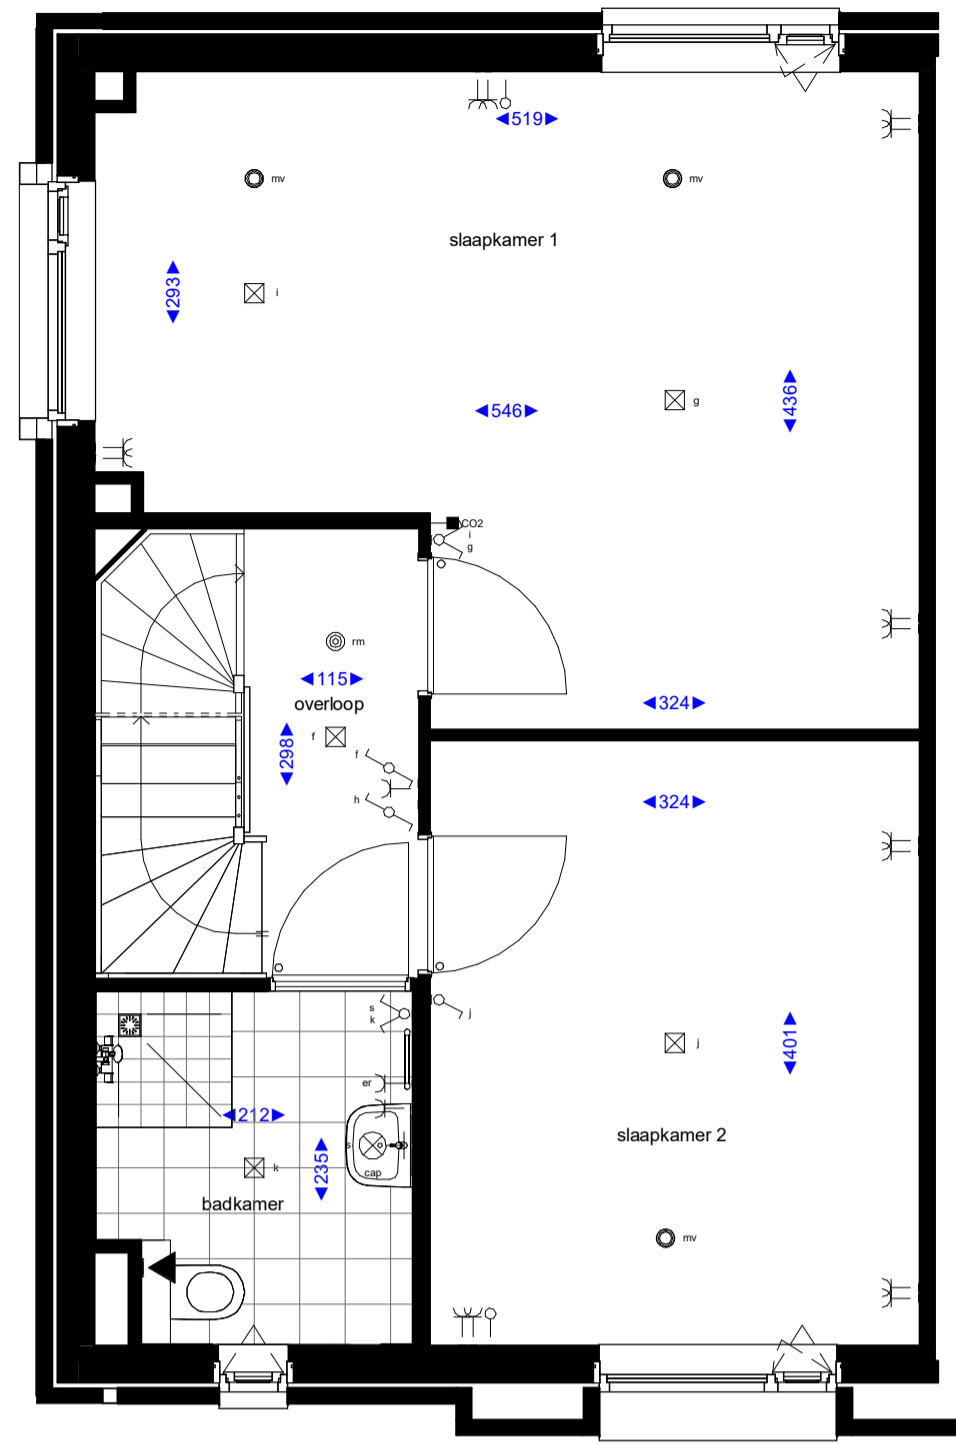 519
mv
mv
slaapkamer 1
293
i
436
g
546
CO2
i
g
rm
115
324
overloop
f
298
f
h
324
s
k
j
er
j
401
212
s
235
slaapkamer 2
k
cap
badkamer
mv